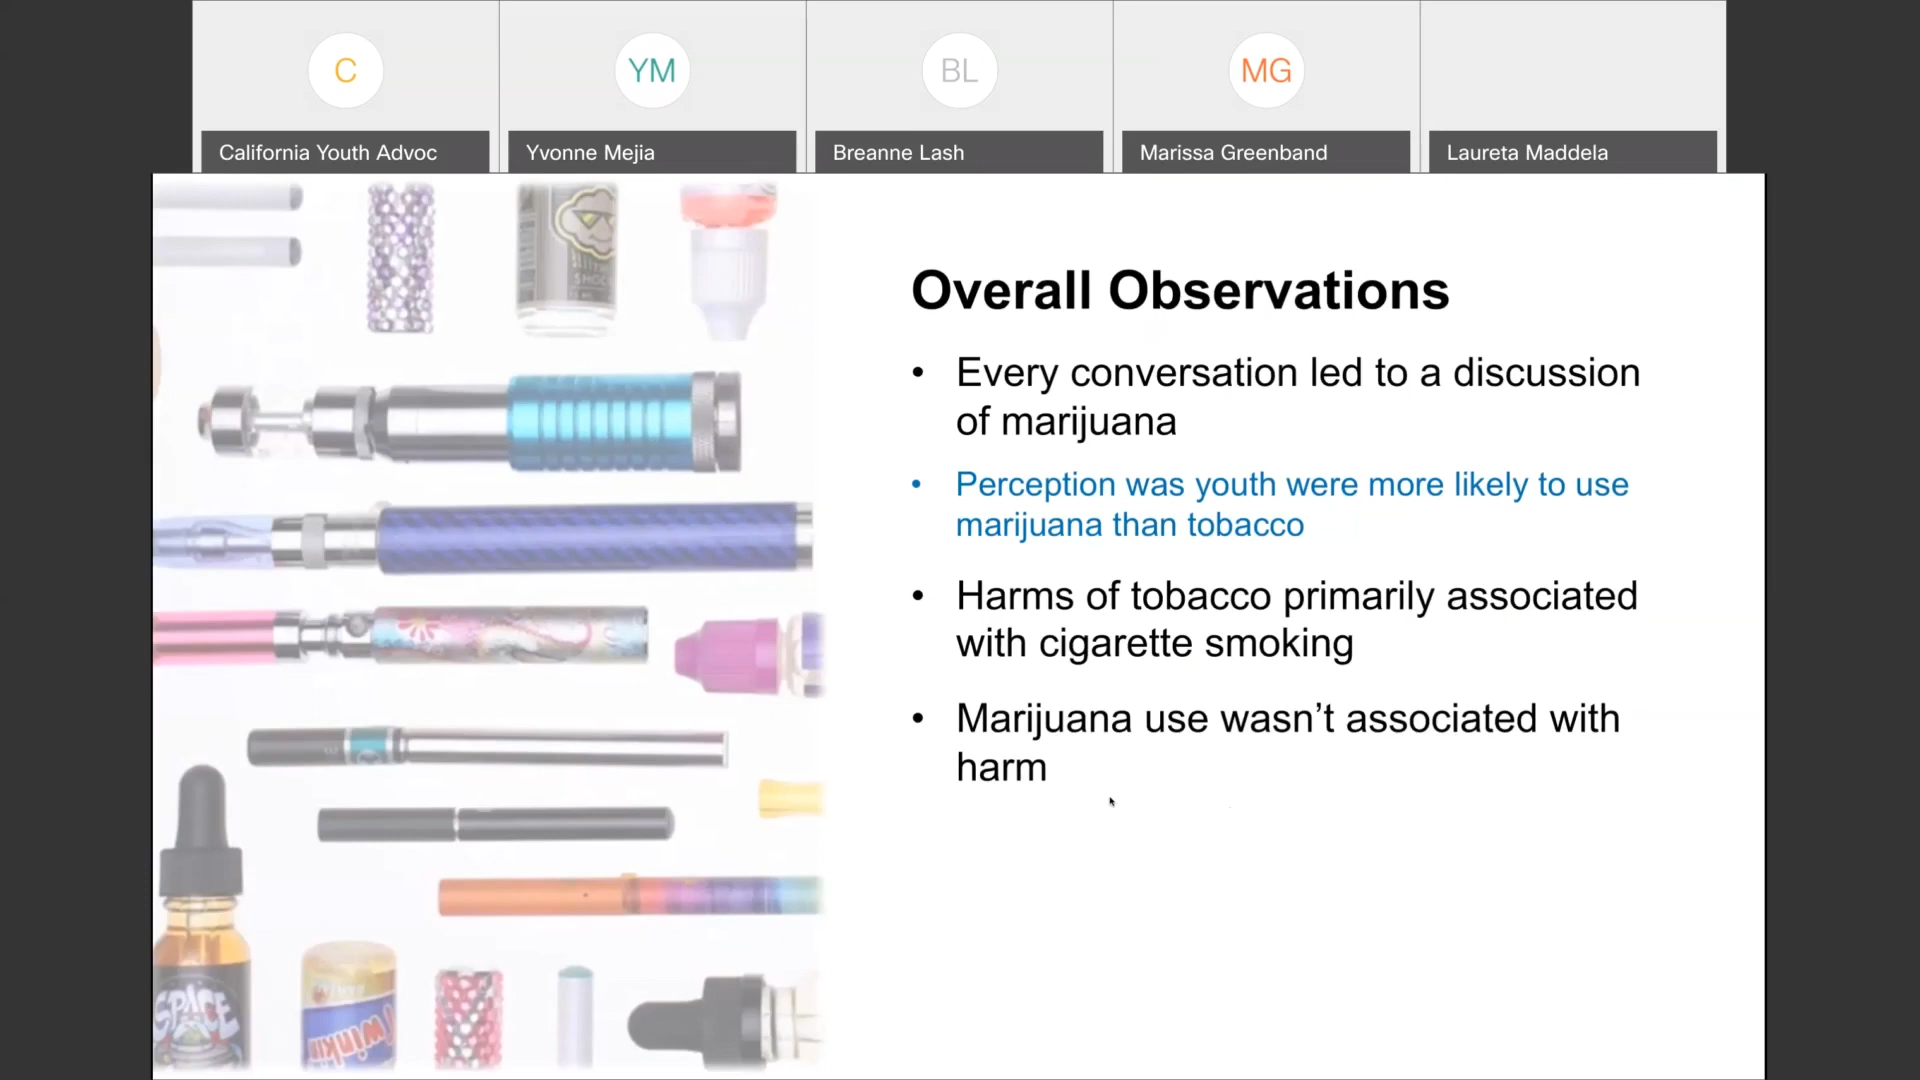 C
YM
BL
MG
California Youth Advoc
Yvonne Mejia
Breanne Lash
Marissa Greenband
Laureta Maddela
Overall Observations
• Every conversation led to a discussion
of marijuana
• Perception was youth were more likely to use
marijuana than tobacco
• Harms of tobacco primarily associated
with cigarette smoking
• Marijuana use wasn’t associated with
harm
SPACE